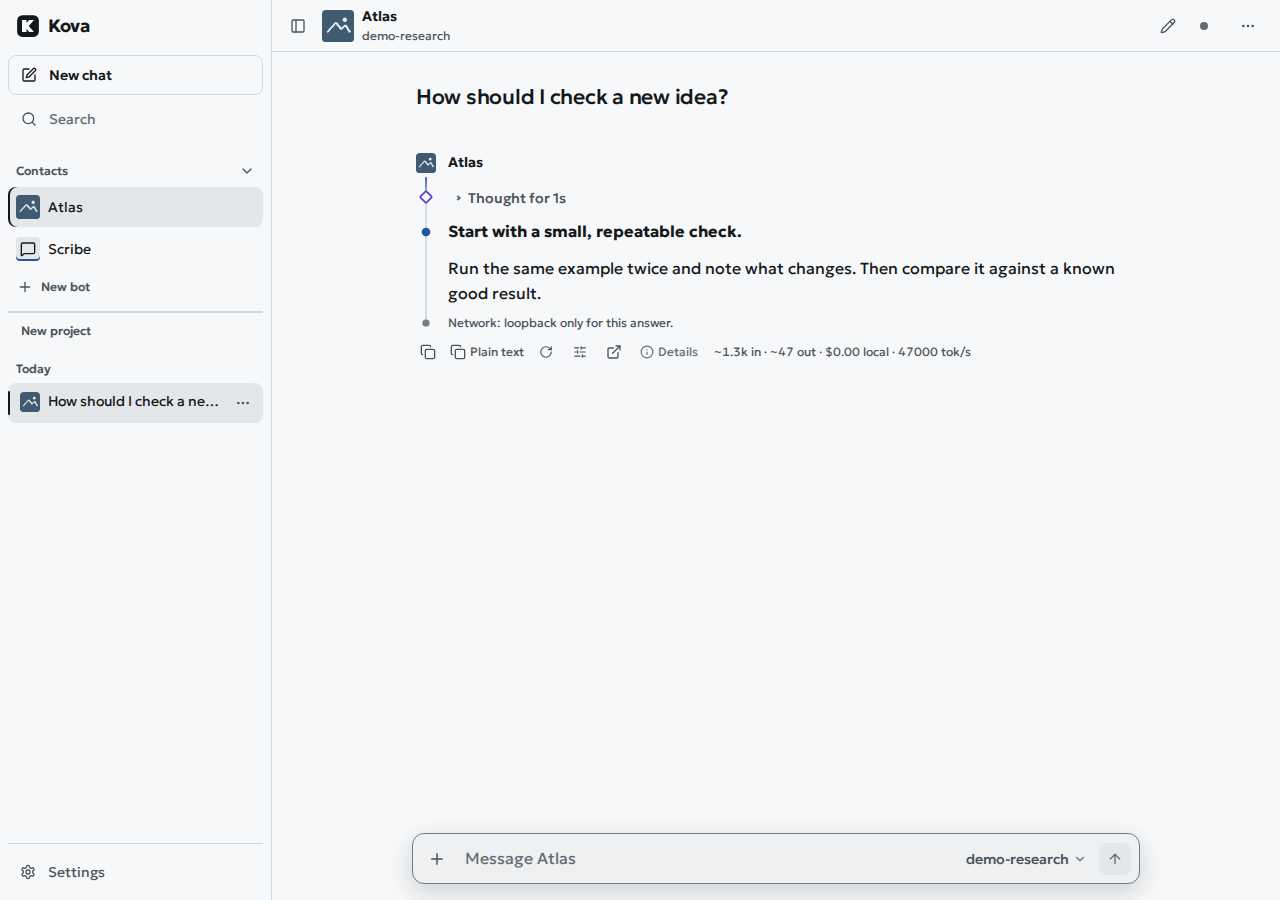 Kova
New chat
Search
Contacts
Atlas
Scribe
New bot
New project
Today
How should I check a ne…
Settings
Atlas
demo-research
How should I check a new idea?
Atlas
Thought for 1s
Start with a small, repeatable check.
Run the same example twice and note what changes. Then compare it against a known
good result.
Network: loopback only for this answer.
Plain text
Details
~1.3k in · ~47 out · $0.00 local · 47000 tok/s
Message Atlas
demo-research